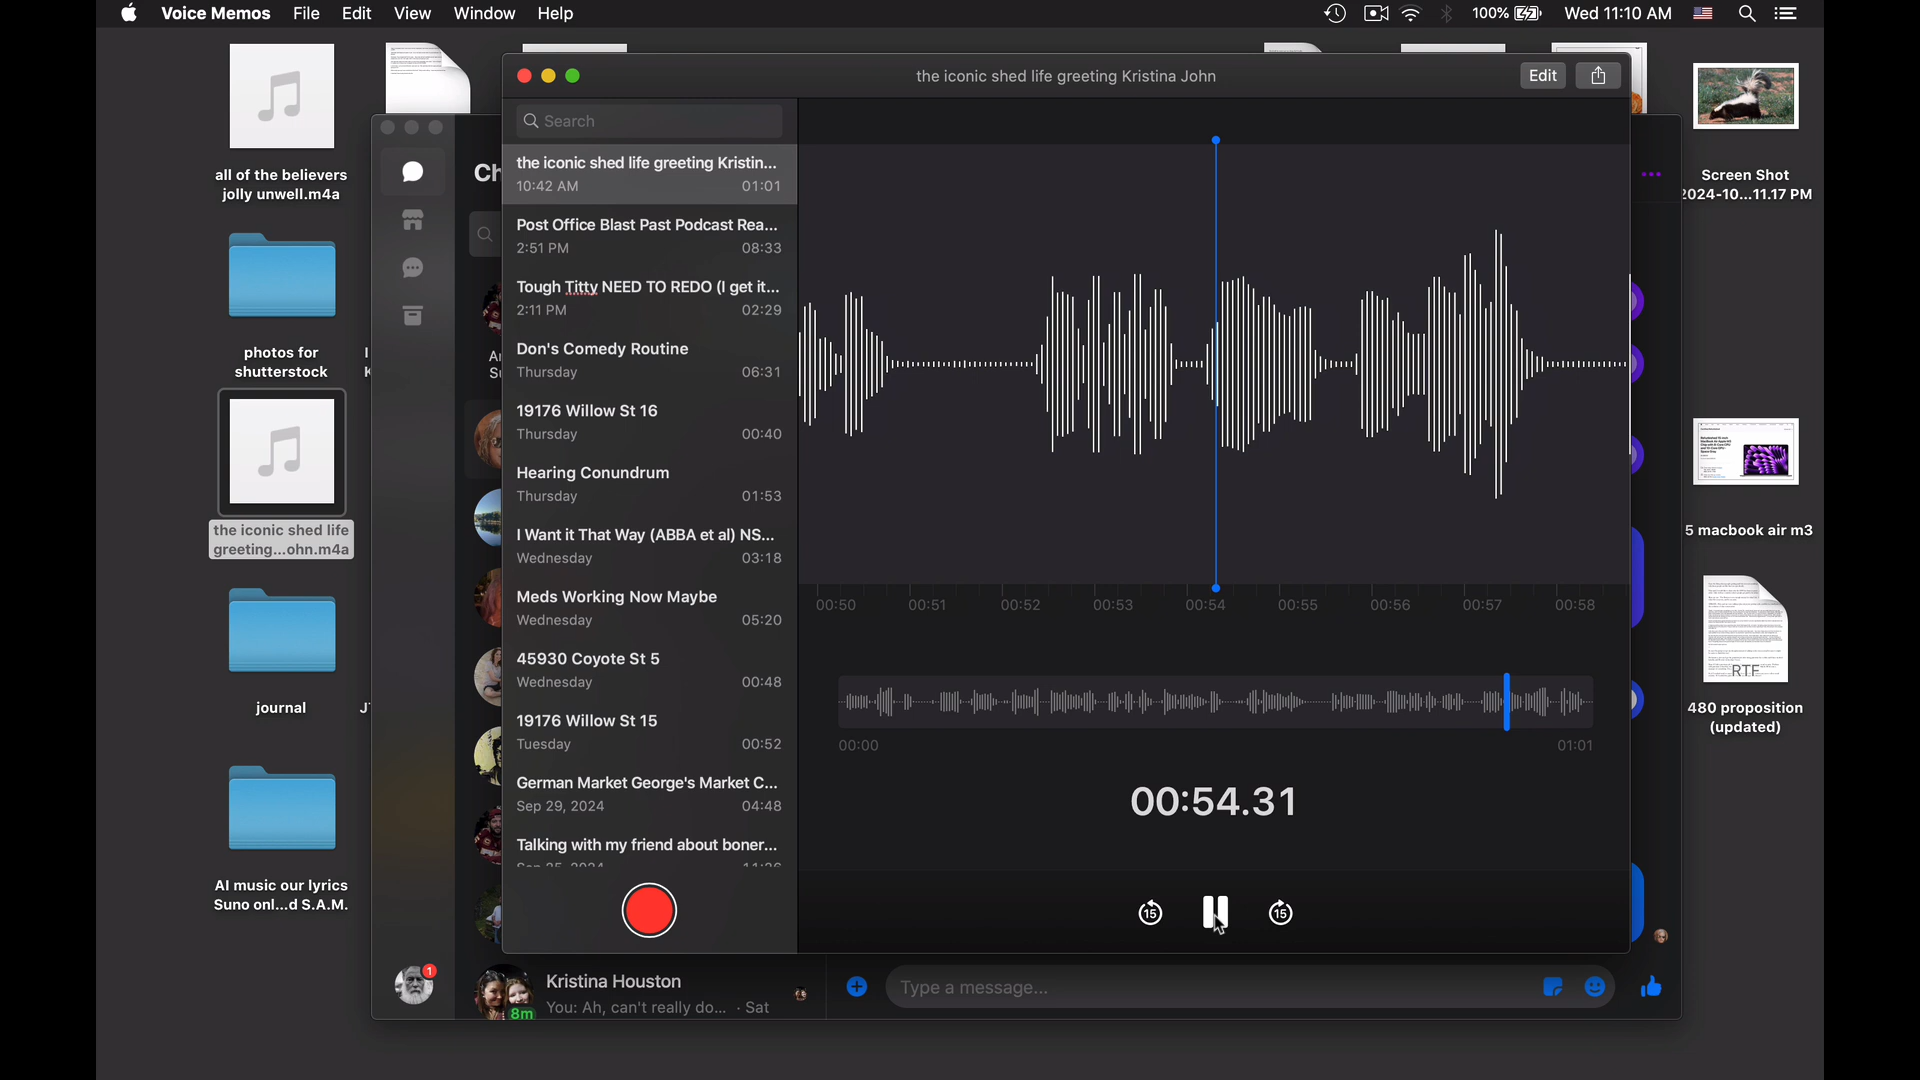 Voice Memos File Edit View Window Help
100% Wed 11:10 AM
the iconic shed life greeting Kristina John
Edit
Search
the iconic shed life greeting Kristin...
10:42 AM 01:01
Post Office Blast Past Podcast Rea...
2:51 PM 08:33
Tough Titty NEED TO REDO (I get it...
2:11 PM 02:29
Don's Comedy Routine
Thursday 06:31
19176 Willow St 16
Thursday 00:40
Hearing Conundrum
Thursday 01:53
I Want it That Way (ABBA et al) NS...
Wednesday 03:18
Meds Working Now Maybe
Wednesday 05:20
45930 Coyote St 5
Wednesday 00:48
19176 Willow St 15
Tuesday 00:52
German Market George's Market C...
Sep 29, 2024 04:48
Talking with my friend about boner...
Sep 25, 2024 11:26
00:50 00:51 00:52 00:53 00:54 00:55 00:56 00:57 00:58
00:00 01:01
00:54.31
15 15
all of the believers
jolly unwell.m4a
photos for
shutterstock
the iconic shed life
greeting...ohn.m4a
journal
AI music our lyrics
Suno onl...d S.A.M.
Ch
1
Kristina Houston
You: Ah, can't really do... · Sat
8m
Type a message...
Screen Shot
2024-10...11.17 PM
5 macbook air m3
RTF
480 proposition
(updated)